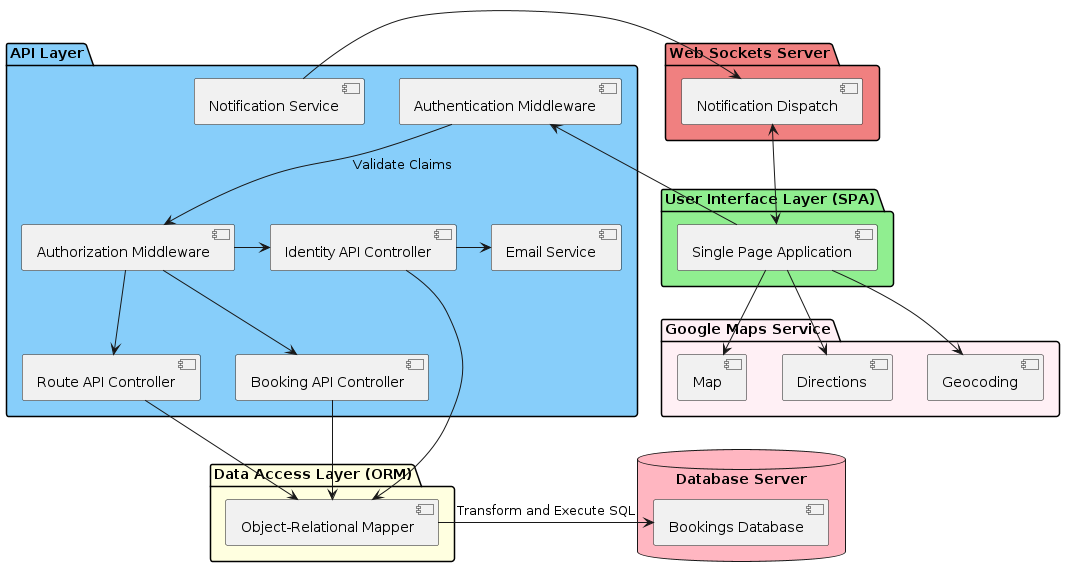 API Layer
Web Sockets Server
Notification Service
Authentication Middleware
Notification Dispatch
Validate Claims
User Interface Layer (SPA)
Authorization Middleware
Identity API Controller
Email Service
Single Page Application
Google Maps Service
Route API Controller
Booking API Controller
Map
Directions
Geocoding
Data Access Layer (ORM)
Database Server
Object-Relational Mapper
Transform and Execute SQL
Bookings Database